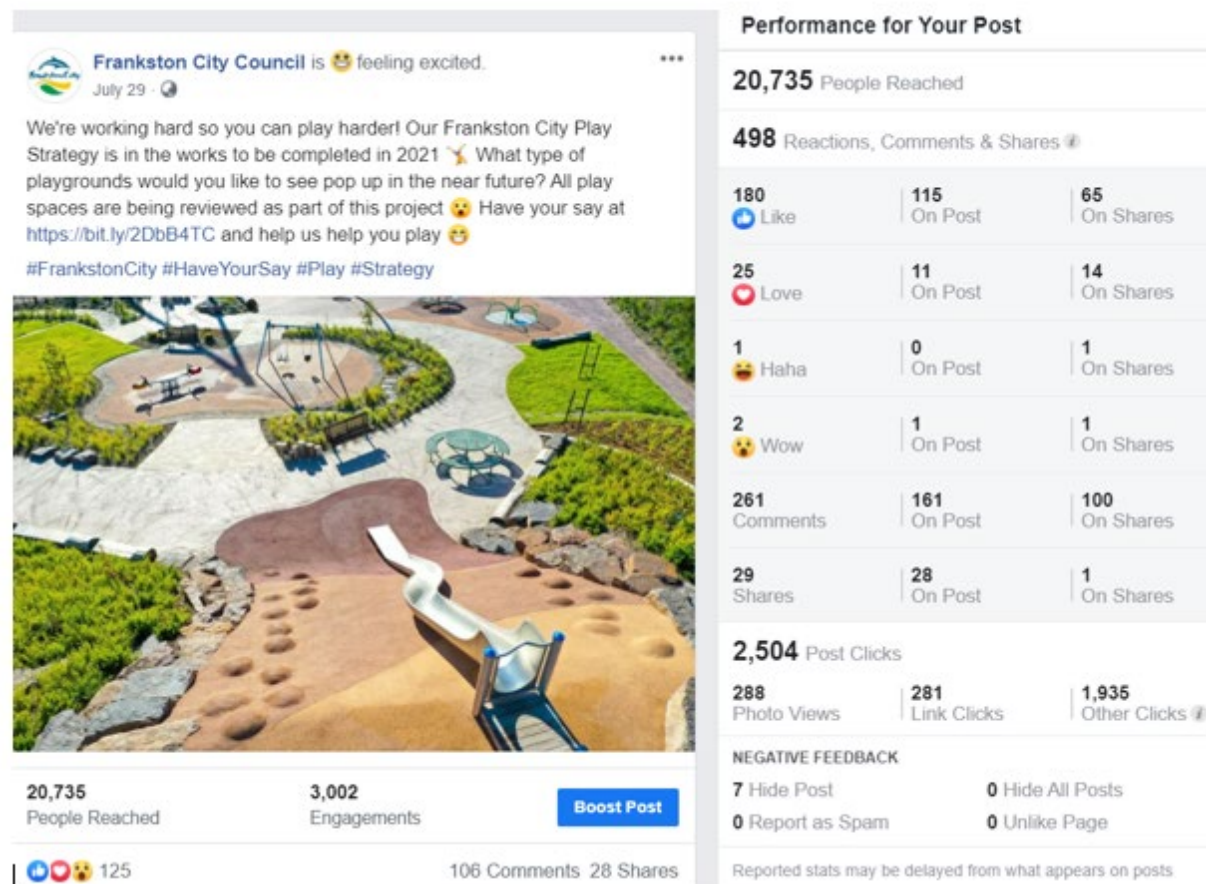 Frankston City Council is 😁 feeling excited.
July 29 ·
We're working hard so you can play harder! Our Frankston City Play
Strategy is in the works to be completed in 2021 🤸 What type of
playgrounds would you like to see pop up in the near future? All play
spaces are being reviewed as part of this project 😮 Have your say at
https://bit.ly/2DbB4TC and help us help you play 😁
#FrankstonCity #HaveYourSay #Play #Strategy
20,735 3,002
People Reached Engagements Boost Post
125 106 Comments 28 Shares
Performance for Your Post
20,735 People Reached
498 Reactions, Comments & Shares
180 115 65
Like On Post On Shares
25 11 14
Love On Post On Shares
1 0 1
Haha On Post On Shares
2 1 1
Wow On Post On Shares
261 161 100
Comments On Post On Shares
29 28 1
Shares On Post On Shares
2,504 Post Clicks
288 281 1,935
Photo Views Link Clicks Other Clicks
NEGATIVE FEEDBACK
7 Hide Post 0 Hide All Posts
0 Report as Spam 0 Unlike Page
Reported stats may be delayed from what appears on posts